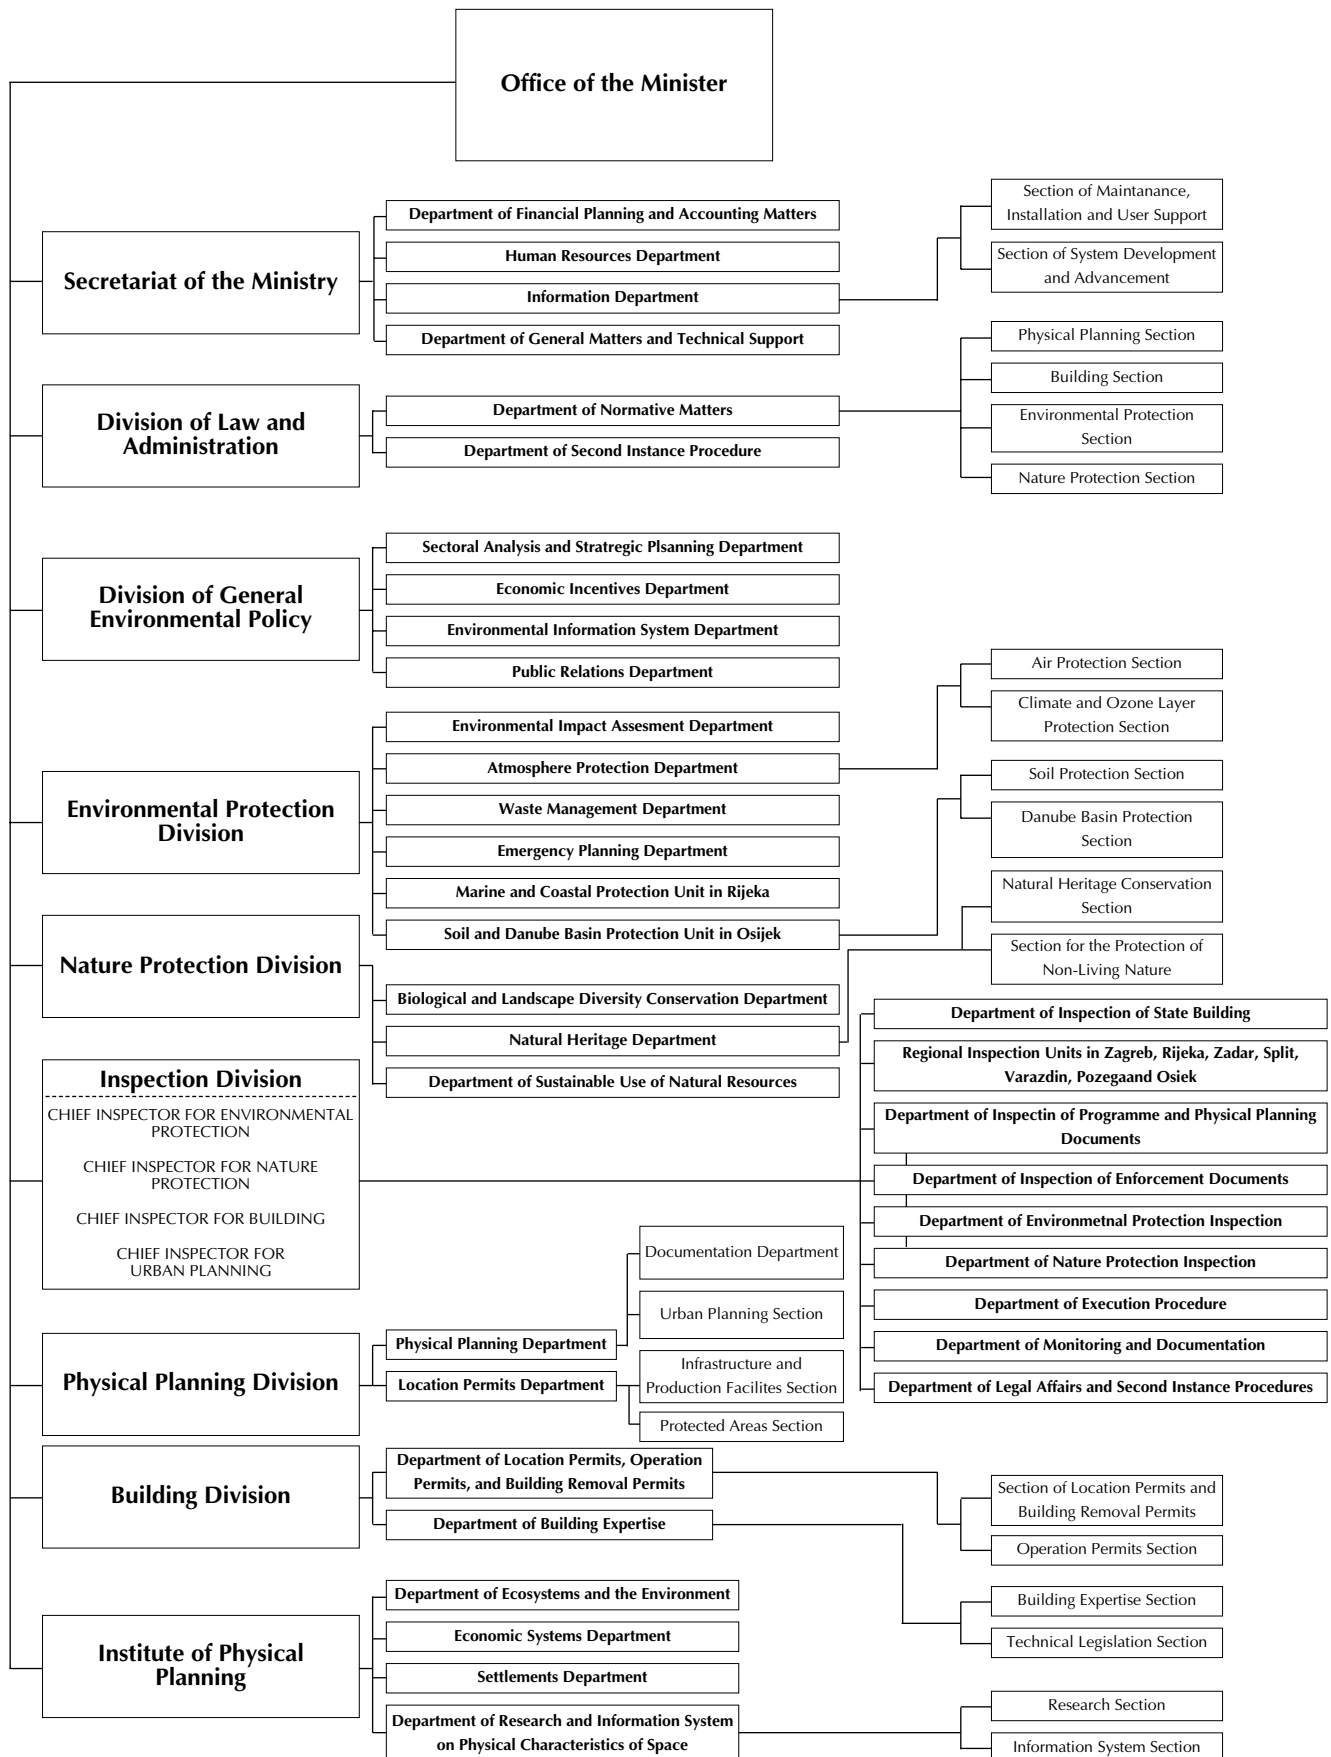 Office of the Minister
Secretariat of the Ministry
Department of Financial Planning and Accounting Matters
Human Resources Department
Information Department
Department of General Matters and Technical Support
Section of Maintanance,
Installation and User Support
Section of System Development
and Advancement
Division of Law and
Administration
Department of Normative Matters
Department of Second Instance Procedure
Physical Planning Section
Building Section
Environmental Protection
Section
Nature Protection Section
Division of General
Environmental Policy
Sectoral Analysis and Stratregic Plsanning Department
Economic Incentives Department
Environmental Information System Department
Public Relations Department
Environmental Protection
Division
Environmental Impact Assesment Department
Atmosphere Protection Department
Waste Management Department
Emergency Planning Department
Marine and Coastal Protection Unit in Rijeka
Soil and Danube Basin Protection Unit in Osijek
Air Protection Section
Climate and Ozone Layer
Protection Section
Soil Protection Section
Danube Basin Protection
Section
Nature Protection Division
Biological and Landscape Diversity Conservation Department
Natural Heritage Department
Department of Sustainable Use of Natural Resources
Natural Heritage Conservation
Section
Section for the Protection of
Non-Living Nature
Inspection Division
CHIEF INSPECTOR FOR ENVIRONMENTAL
PROTECTION
CHIEF INSPECTOR FOR NATURE
PROTECTION
CHIEF INSPECTOR FOR BUILDING
CHIEF INSPECTOR FOR
URBAN PLANNING
Department of Inspection of State Building
Regional Inspection Units in Zagreb, Rijeka, Zadar, Split,
Varazdin, Pozegaand Osiek
Department of Inspectin of Programme and Physical Planning
Documents
Department of Inspection of Enforcement Documents
Department of Environmetnal Protection Inspection
Department of Nature Protection Inspection
Department of Execution Procedure
Department of Monitoring and Documentation
Department of Legal Affairs and Second Instance Procedures
Physical Planning Division
Physical Planning Department
Location Permits Department
Documentation Department
Urban Planning Section
Infrastructure and
Production Facilites Section
Protected Areas Section
Building Division
Department of Location Permits, Operation
Permits, and Building Removal Permits
Department of Building Expertise
Section of Location Permits and
Building Removal Permits
Operation Permits Section
Building Expertise Section
Technical Legislation Section
Institute of Physical
Planning
Department of Ecosystems and the Environment
Economic Systems Department
Settlements Department
Department of Research and Information System
on Physical Characteristics of Space
Research Section
Information System Section